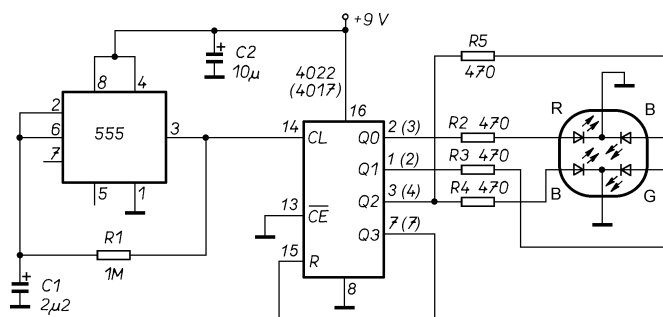 +9 V
R5
470
8
4
C2
10µ
4022
(4017)
16
2
6
7
555
3
14
CL
Q0
2 (3)
R2 470
R
B
Q1
1 (2)
R3 470
Q2
3 (4)
R4 470
B
G
5
1
13
CE
Q3
7 (7)
15
R
R1
1M
8
C1
2µ2